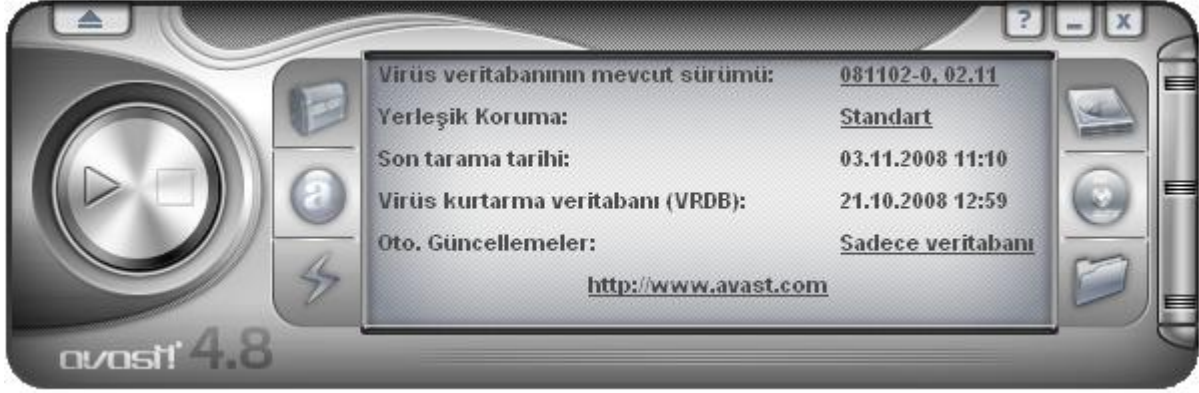 ? _ x
Virüs veritabanının mevcut sürümü: 081102-0, 02.11
Yerleşik Koruma: Standart
Son tarama tarihi: 03.11.2008 11:10
Virüs kurtarma veritabanı (VRDB): 21.10.2008 12:59
Oto. Güncellemeler: Sadece veritabanı
http://www.avast.com
a
avast! 4.8